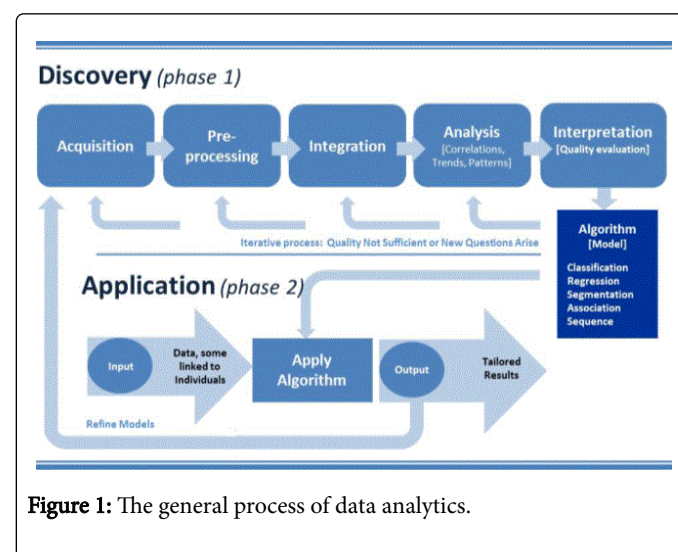 Discovery (phase 1)
Acquisition
Pre-
processing
Integration
Analysis
[Correlations,
Trends, Patterns]
Interpretation
[Quality evaluation]
Iterative process: Quality Not Sufficient or New Questions Arise
Algorithm
[Model]
Classification
Regression
Segmentation
Association
Sequence
Application (phase 2)
Input
Data, some
linked to
Individuals
Apply
Algorithm
Output
Tailored
Results
Refine Models
Figure 1: The general process of data analytics.